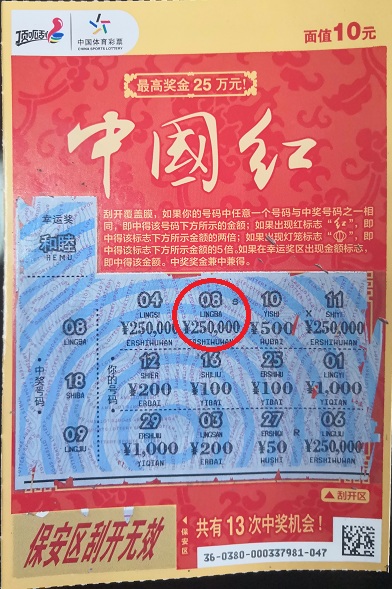 顶呱刮
中国体育彩票
CHINA SPORTS LOTTERY
面值10元
最高奖金25万元!
中國红
刮开覆盖膜,如果你的号码中任意一个号码与中奖号码之一相
同,即中得该号码下方所示的金额;如果出现红标志“红”,即
中得该标志下方所示金额的两倍;如果出现灯笼标志“”,即
中得该标志下方所示金额的5倍.如果在幸运奖区出现金额标志,
即中得该金额。中奖奖金兼中兼得。
幸运奖
和睦
HEMU
中奖号码
08
LINGBA
18
SHIBA
09
LINGJIU
你的号码
04 08 S 10 X 11
LINGSI LINGBA YISHI SHIYI
¥250,000 ¥250,000 ¥500 ¥250,000
ERSHIWUWAN ERSHIWUWAN WUBAI ERSHIWUWAN
12 16 25 01
SHIER SHILIU ERSHIWU LINGYI
¥200 ¥100 ¥100 ¥1,000
ERBAI YIBAI YIBAI YIQIAN
29 03 27 R 06
ERSHIJIU LINGSAN ERSHIQI LINGLIU
¥1,000 ¥200 ¥50 ¥250,000
YIQIAN ERBAI WUSHI ERSHIWUWAN
刮开区
保安区刮开无效
保安区
共有13次中奖机会!
36-0380-000337981-047